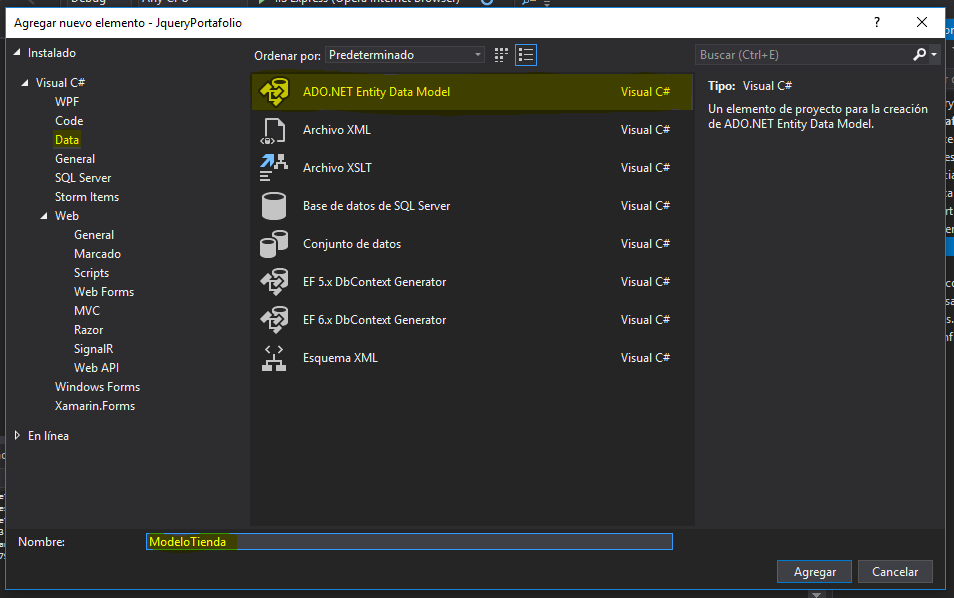 Agregar nuevo elemento - JqueryPortafolio
? 
Instalado
Visual C#
WPF
Code
Data
General
SQL Server
Storm Items
Web
General
Marcado
Scripts
Web Forms
MVC
Razor
SignalR
Web API
Windows Forms
Xamarin.Forms
En línea
Ordenar por: Predeterminado
ADO.NET Entity Data Model Visual C#
Archivo XML Visual C#
Archivo XSLT Visual C#
Base de datos de SQL Server Visual C#
Conjunto de datos Visual C#
EF 5.x DbContext Generator Visual C#
EF 6.x DbContext Generator Visual C#
Esquema XML Visual C#
Buscar (Ctrl+E)
Tipo: Visual C#
Un elemento de proyecto para la creación
de ADO.NET Entity Data Model.
Nombre: ModeloTienda
Agregar Cancelar